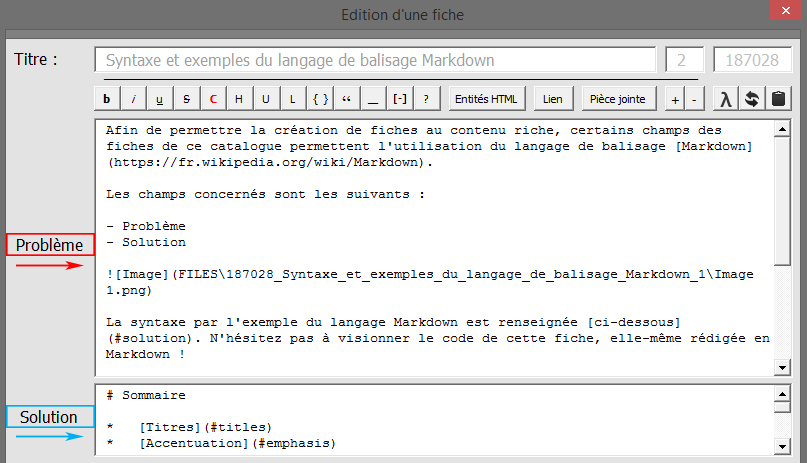 Edition d'une fiche
Titre :
Syntaxe et exemples du langage de balisage Markdown
2
187028
b i u S C H U L { } “ __ [-] ? Entités HTML Lien Pièce jointe + - λ
Afin de permettre la création de fiches au contenu riche, certains champs des
fiches de ce catalogue permettent l'utilisation du langage de balisage [Markdown]
(https://fr.wikipedia.org/wiki/Markdown).
Les champs concernés sont les suivants :
- Problème
- Solution
Problème
![Image](FILES\187028_Syntaxe_et_exemples_du_langage_de_balisage_Markdown_1\Image
1.png)
La syntaxe par l'exemple du langage Markdown est renseignée [ci-dessous]
(#solution). N'hésitez pas à visionner le code de cette fiche, elle-même rédigée en
Markdown !
# Sommaire
Solution
* [Titres](#titles)
* [Accentuation](#emphasis)